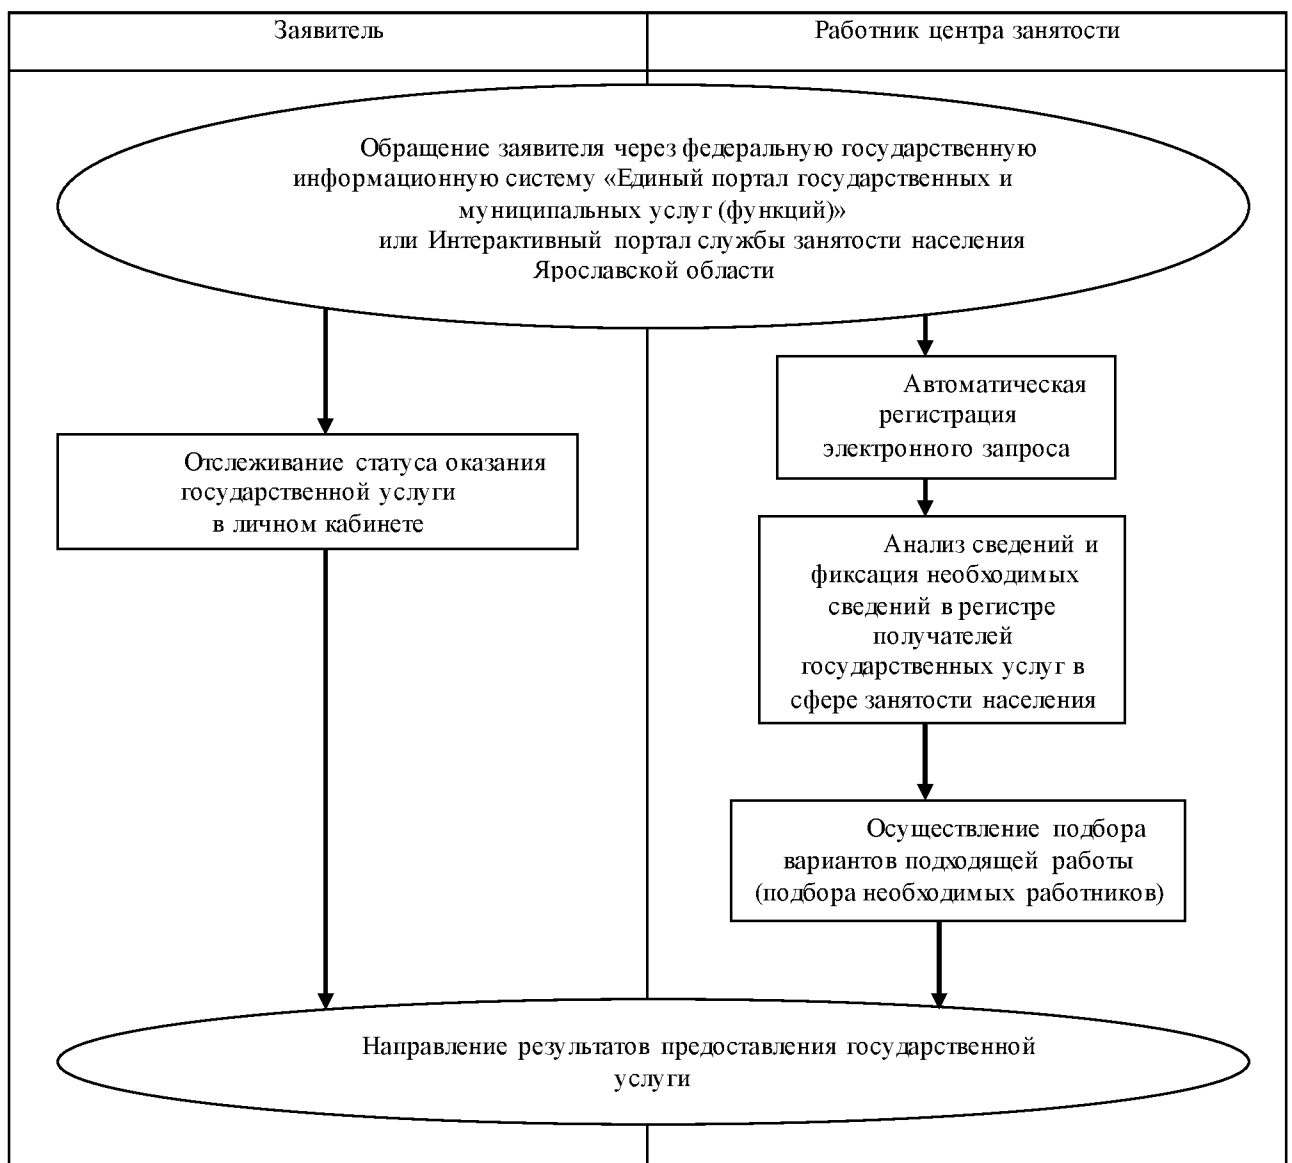 Заявитель
Работник центра занятости
Обращение заявителя через федеральную государственную
информационную систему «Единый портал государственных и
муниципальных услуг (функций)»
или Интерактивный портал службы занятости населения
Ярославской области
Отслеживание статуса оказания
государственной услуги
в личном кабинете
Автоматическая
регистрация
электронного запроса
Анализ сведений и
фиксация необходимых
сведений в регистре
получателей
государственных услуг в
сфере занятости населения
Осуществление подбора
вариантов подходящей работы
(подбора необходимых работников)
Направление результатов предоставления государственной
услуги